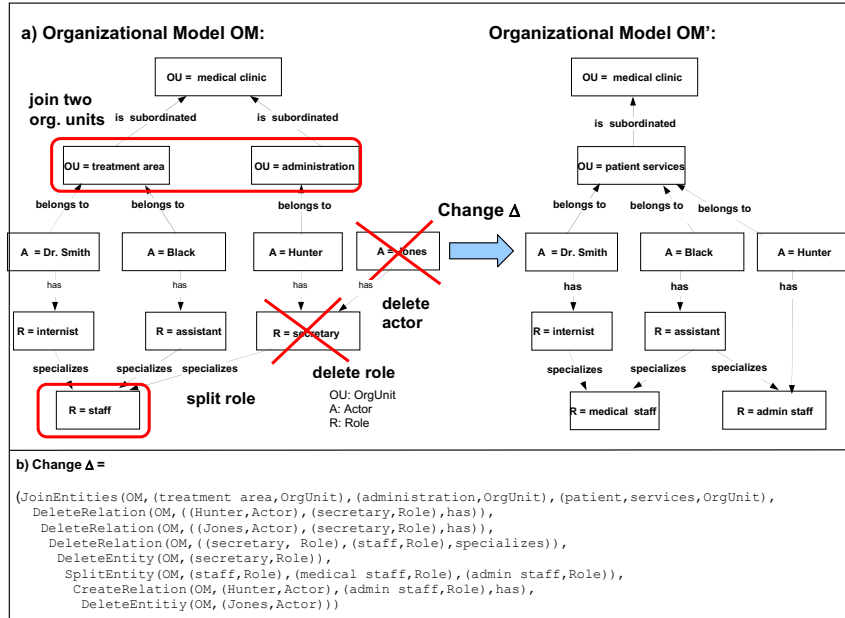 a) Organizational Model OM:
Organizational Model OM’:
OU = medical clinic
OU = medical clinic
join two
org. units
is subordinated
is subordinated
is subordinated
OU = treatment area
OU = administration
OU = patient services
belongs to
belongs to
belongs to
belongs to
belongs to
belongs to
Change Δ
A = Dr. Smith
A = Black
A = Hunter
A = Jones
A = Dr. Smith
A = Black
A = Hunter
has
has
has
has
has
has
has
delete
actor
R = internist
R = assistant
R = secretary
R = internist
R = assistant
specializes
specializes
specializes
specializes
specializes
specializes
delete role
split role
R = staff
OU: OrgUnit
A: Actor
R: Role
R = medical staff
R = admin staff
b) Change Δ =
(JoinEntities(OM,(treatment area,OrgUnit),(administration,OrgUnit),(patient,services,OrgUnit),
DeleteRelation(OM,((Hunter,Actor),(secretary,Role),has)),
DeleteRelation(OM,((Jones,Actor),(secretary,Role),has)),
DeleteRelation(OM,((secretary, Role),(staff,Role),specializes)),
DeleteEntity(OM,(secretary,Role)),
SplitEntity(OM,(staff,Role),(medical staff,Role),(admin staff,Role)),
CreateRelation(OM,(Hunter,Actor),(admin staff,Role),has),
DeleteEntitiy(OM,(Jones,Actor)))